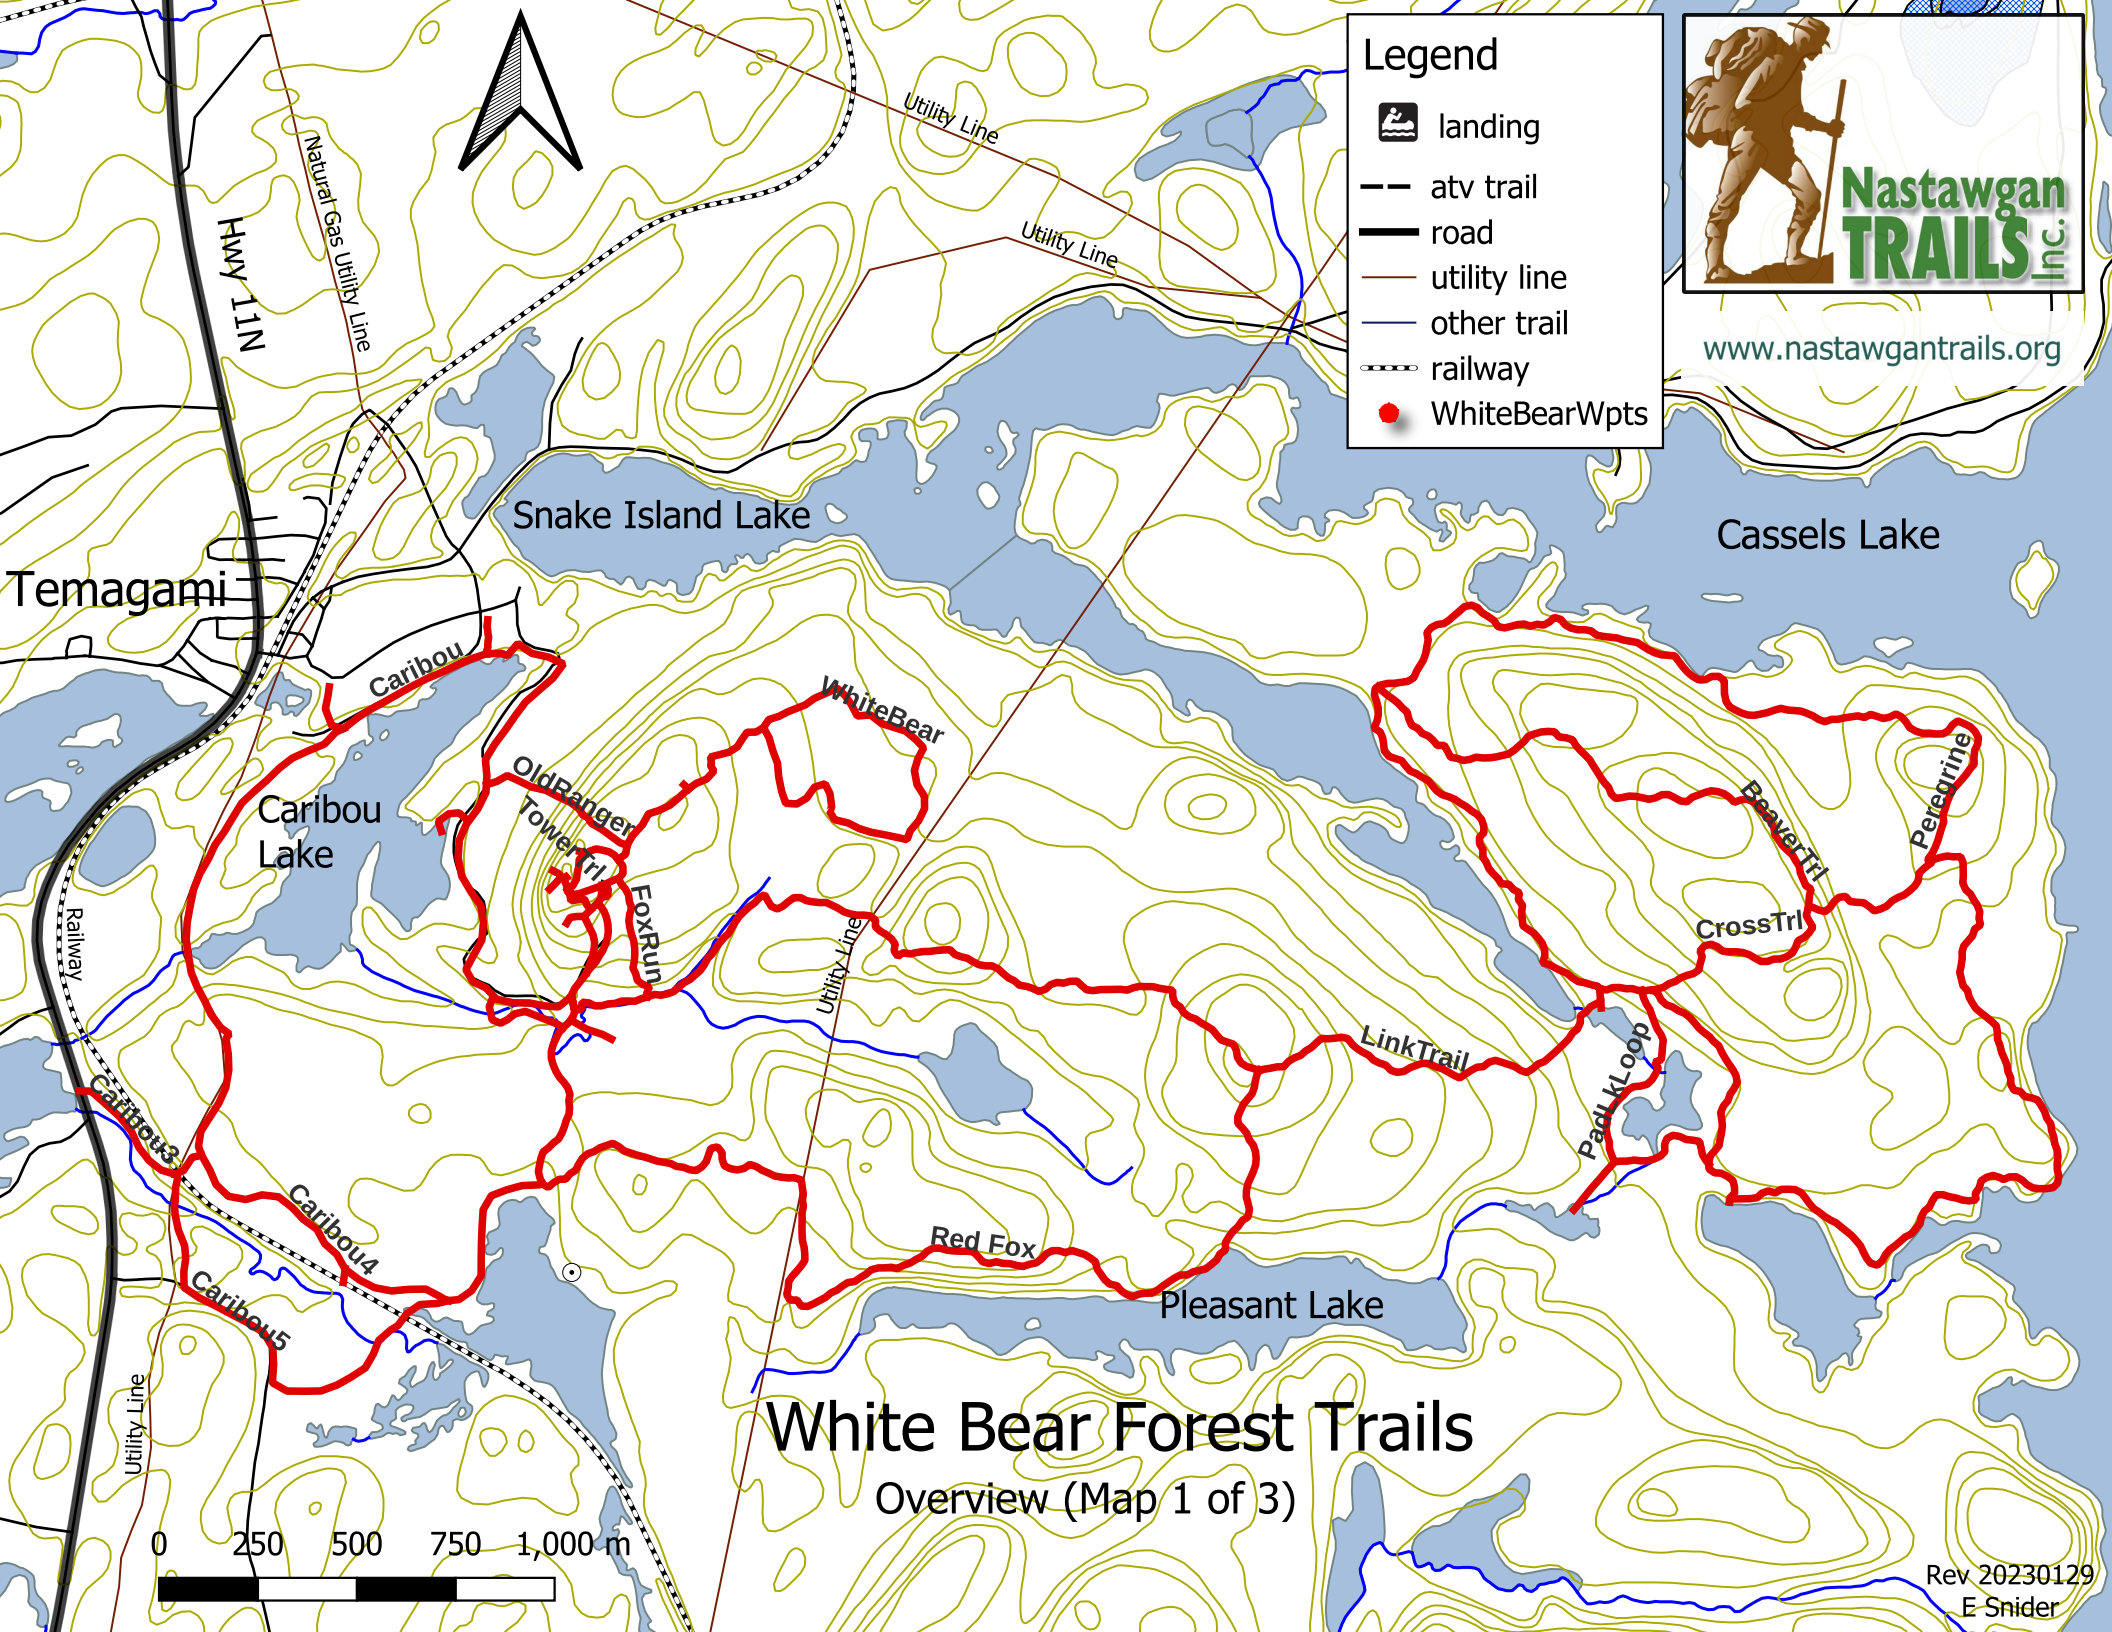 Legend
landing
atv trail
road
utility line
other trail
railway
WhiteBearWpts
Nastawgan
TRAILS
Inc.
www.nastawgantrails.org
Utility Line
Utility Line
Natural Gas Utility Line
Hwy 11N
Snake Island Lake
Cassels Lake
Temagami
Caribou
WhiteBear
OldRanger
TowerTrl.
Caribou
Lake
FoxRun
Railway
Utility Line
BeaverTrl
Peregrine
CrossTrl
LinkTrail
PadLkLoop
Caribou3
Caribou4
Caribou5
Red Fox
Pleasant Lake
Utility Line
White Bear Forest Trails
Overview (Map 1 of 3)
0 250 500 750 1,000 m
Rev 20230129
E Snider